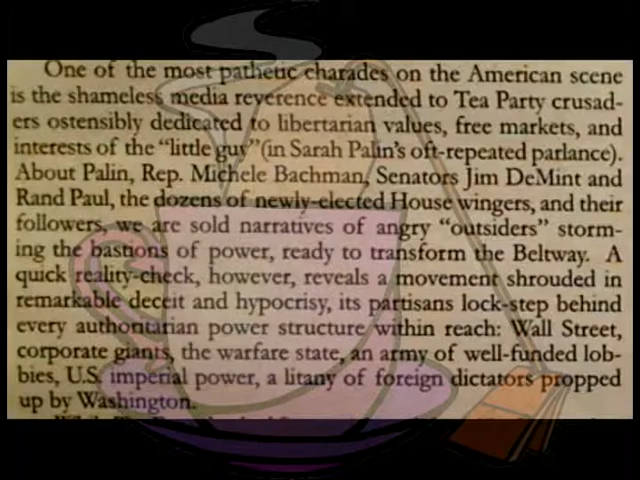 One of the most pathetic charades on the American scene
is the shameless media reverence extended to Tea Party crusad-
ers ostensibly dedicated to libertarian values, free markets, and
interests of the "little guy"(in Sarah Palin's oft-repeated parlance).
About Palin, Rep. Michele Bachman, Senators Jim DeMint and
Rand Paul, the dozens of newly-elected House wingers, and their
followers, we are sold narratives of angry "outsiders" storm-
ing the bastions of power, ready to transform the Beltway. A
quick reality-check, however, reveals a movement shrouded in
remarkable deceit and hypocrisy, its partisans lock-step behind
every authoritarian power structure within reach: Wall Street,
corporate giants, the warfare state, an army of well-funded lob-
bies, U.S. imperial power, a litany of foreign dictators propped
up by Washington.